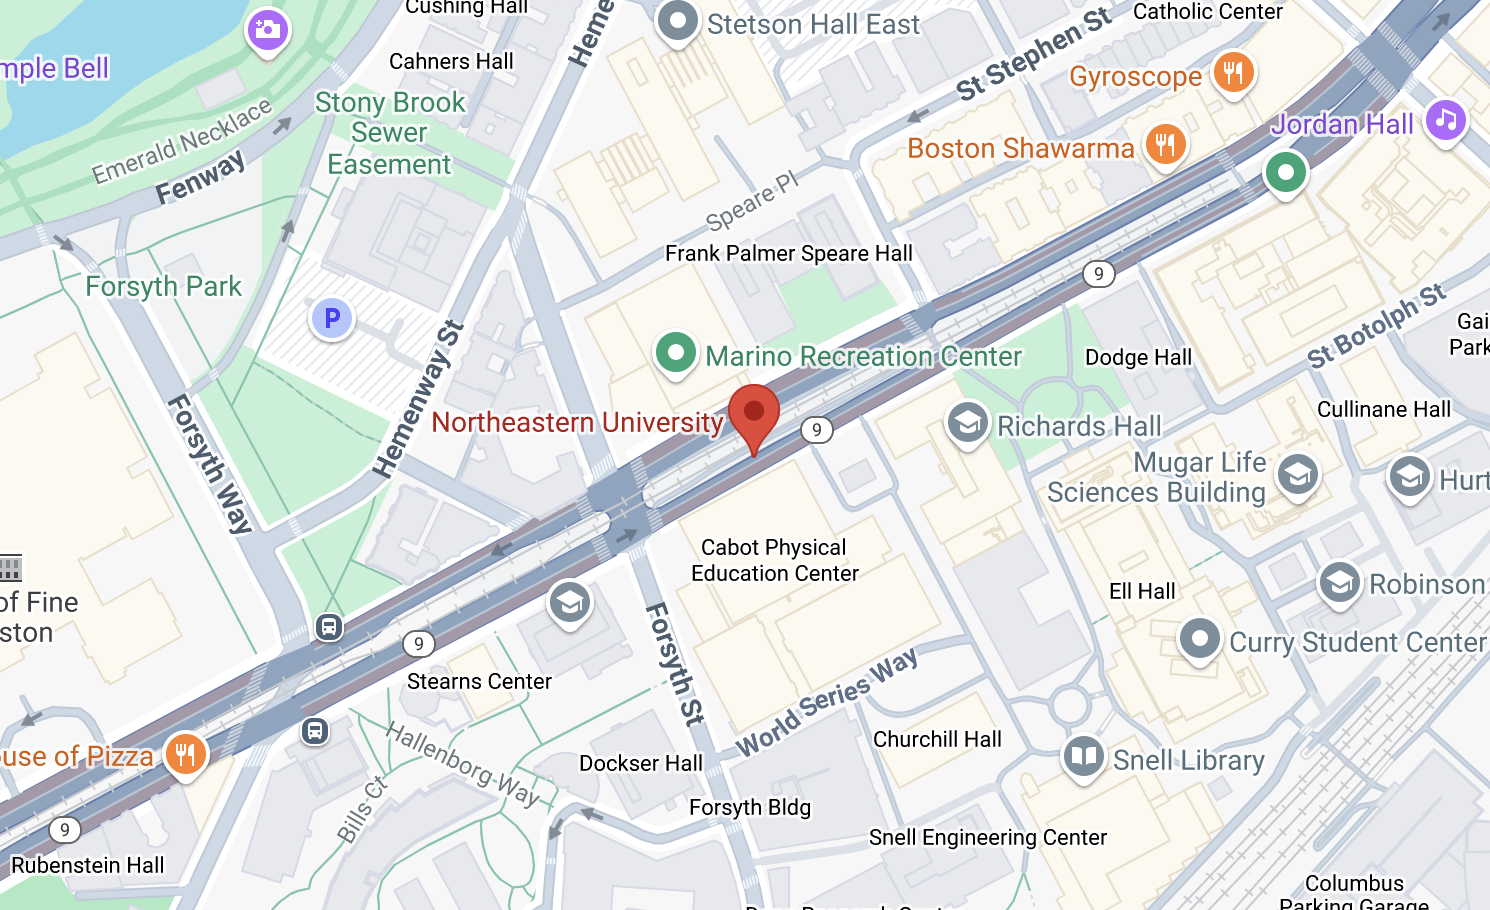 Cushing Hall
Heme
Stetson Hall East
Catholic Center
St Stephen St
Cahners Hall
mple Bell
Gyroscope
Stony Brook
Sewer
Easement
Emerald Necklace
Jordan Hall
Boston Shawarma
Fenway
Speare Pl
Frank Palmer Speare Hall
9
Forsyth Park
P
St Botolph St
Gai
Park
Marino Recreation Center
Dodge Hall
Hemenway St
Cullinane Hall
Northeastern University
9
Richards Hall
Forsyth Way
Mugar Life
Sciences Building
Hurt
Cabot Physical
Education Center
of Fine
ston
Ell Hall
Robinson
9
Forsyth St
Curry Student Center
Stearns Center
World Series Way
Hallenborg Way
Churchill Hall
ouse of Pizza
Dockser Hall
Snell Library
Bills Ct
Forsyth Bldg
9
Snell Engineering Center
Rubenstein Hall
Columbus
Parking Garage